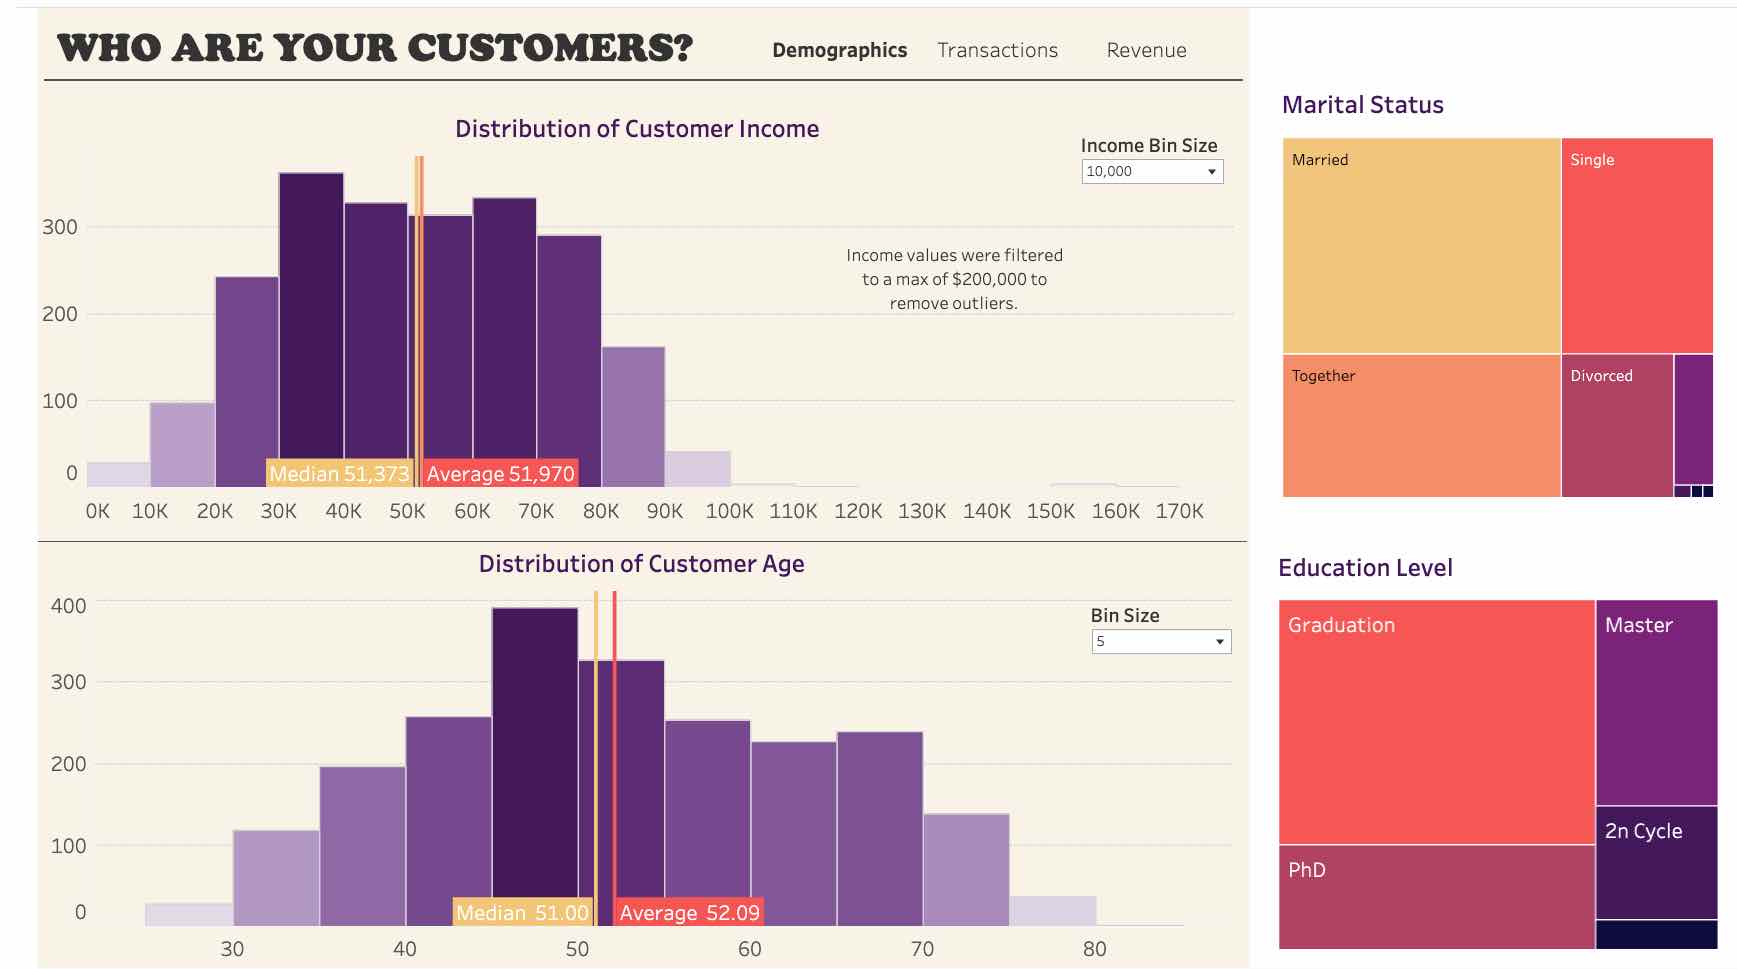 WHO ARE YOUR CUSTOMERS?
Demographics Transactions Revenue
Distribution of Customer Income
Income Bin Size
10,000
300
200
100
0
Income values were filtered
to a max of $200,000 to
remove outliers.
Median 51,373
Average 51,970
0K 10K 20K 30K 40K 50K 60K 70K 80K 90K 100K 110K 120K 130K 140K 150K 160K 170K
Distribution of Customer Age
Bin Size
5
400
300
200
100
0
Median 51.00
Average 52.09
30 40 50 60 70 80
Marital Status
Married
Single
Together
Divorced
Education Level
Graduation
Master
2n Cycle
PhD